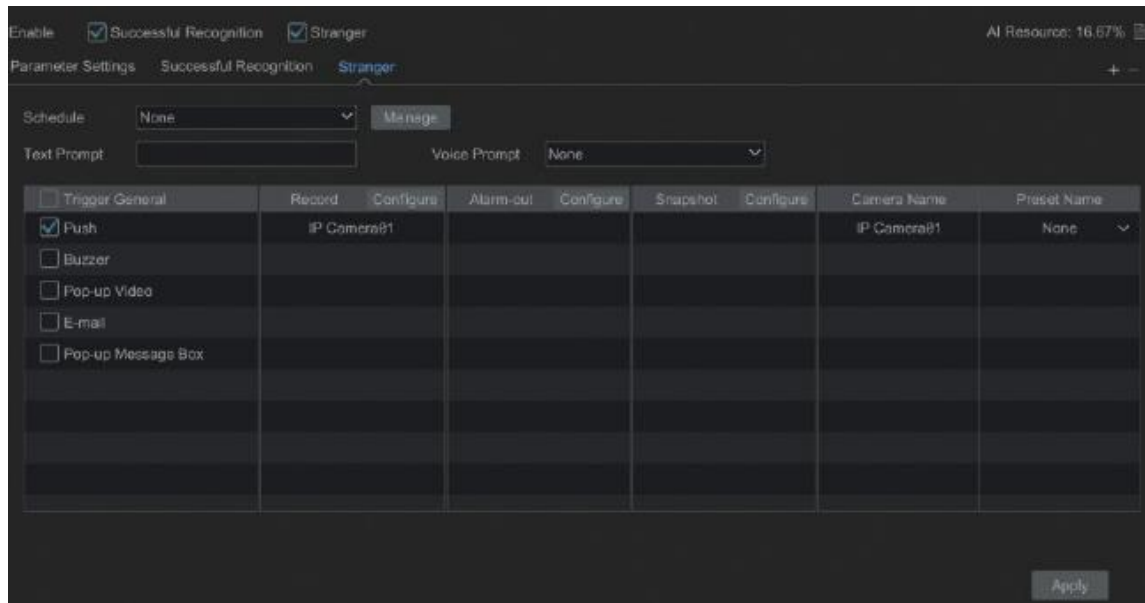 Enable Successful Recognition Stranger AI Resource: 16.67%
Parameter Settings Successful Recognition Stranger + −
Schedule None Manage
Text Prompt Voice Prompt None
Trigger General Record Configure Alarm-out Configure Snapshot Configure Camera Name Preset Name
Push IP Camera01 IP Camera01 None
Buzzer
Pop-up Video
E-mail
Pop-up Message Box
Apply